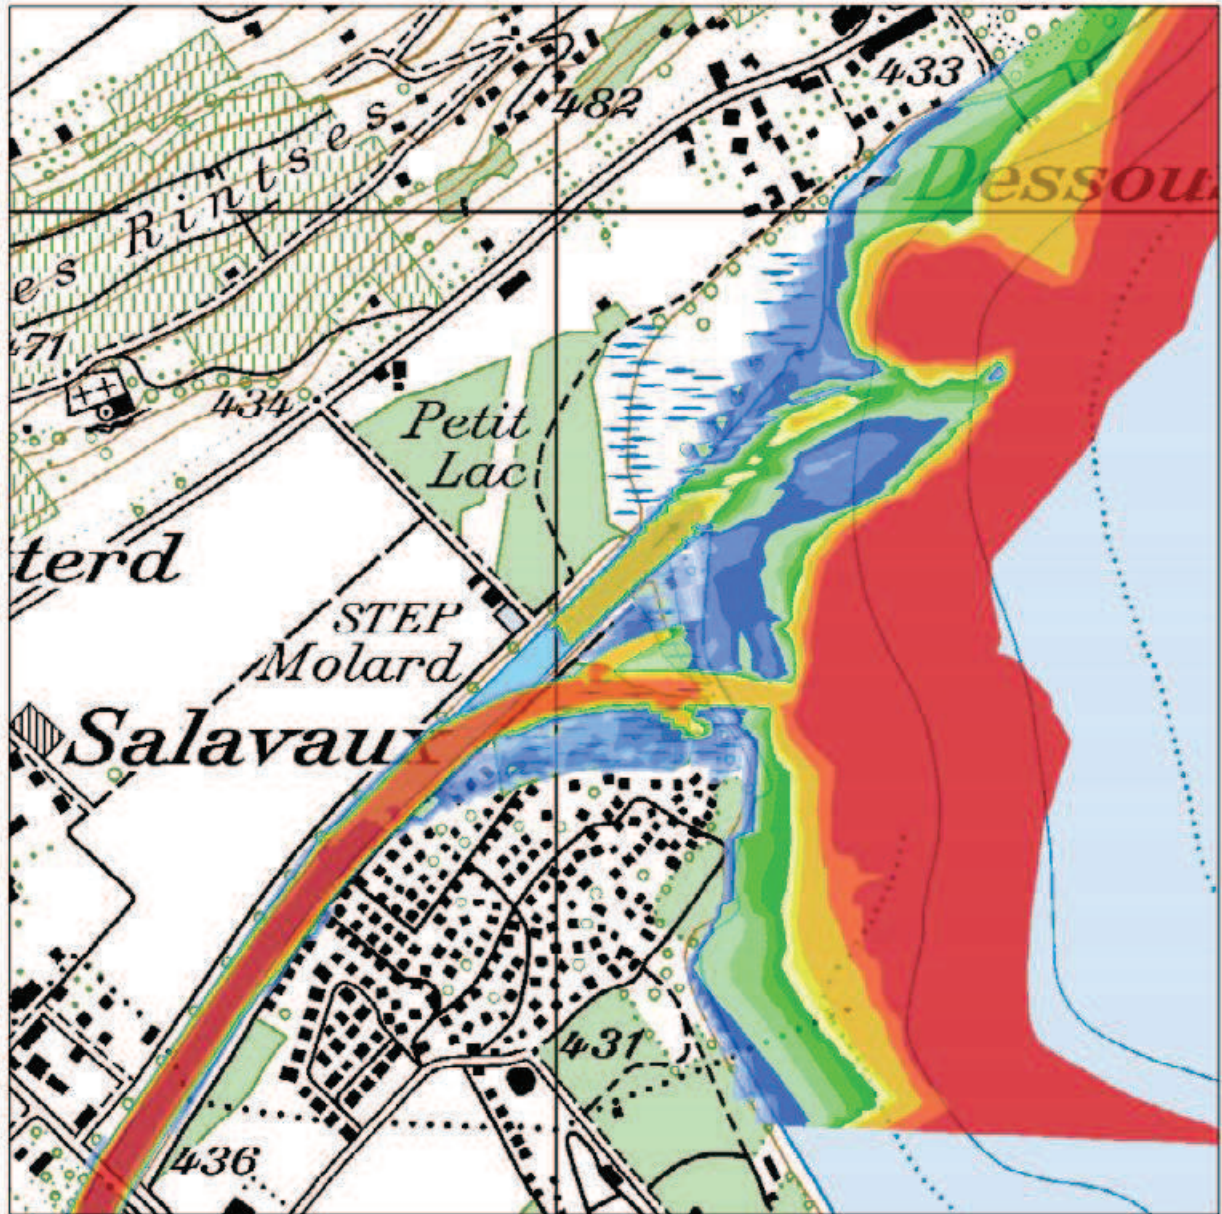 433
482
Dessou
es Rintses
471
434
Petit
Lac
terd
STEP
Molard
Salavaux
431
436